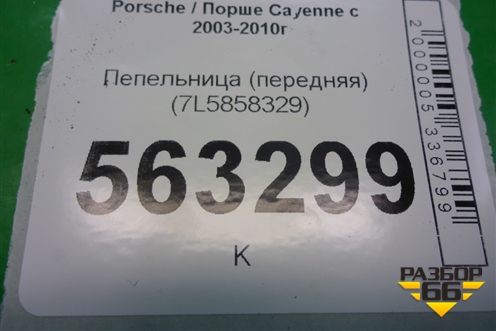 Porsche / Порше Cayenne с
2003-2010г
Пепельница (передняя)
(7L5858329)
563299
К
2000005336799
РАЗБОР
66